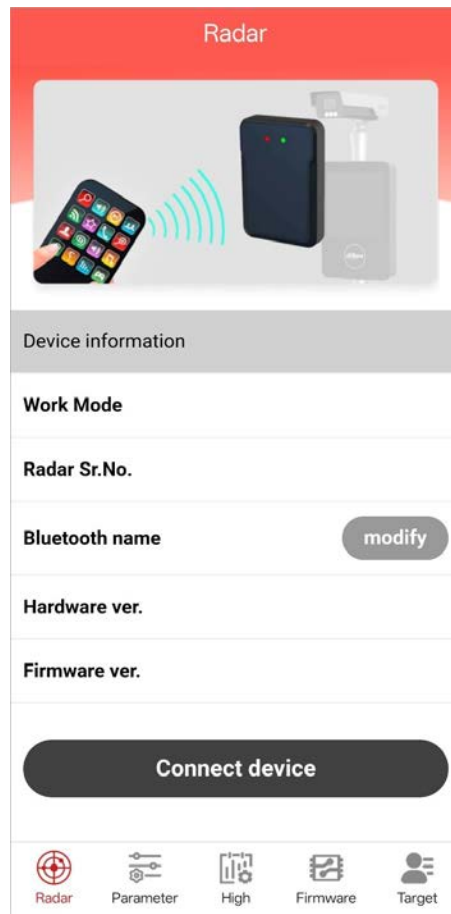 Radar
Device information
Work Mode
Radar Sr.No.
Bluetooth name
modify
Hardware ver.
Firmware ver.
Connect device
Radar
Parameter
High
Firmware
Target